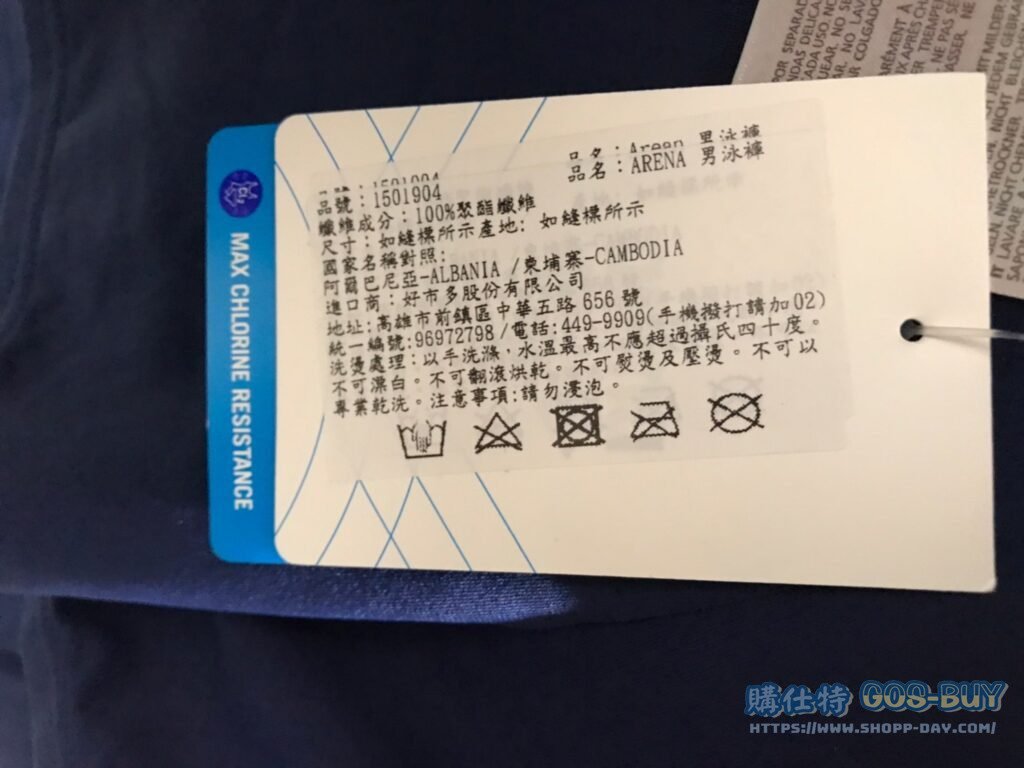 品名：ARENA 男泳褲
品號：1501904
纖維成分：100%聚酯纖維
尺寸：如縫標所示產地：如縫標所示
國家名稱對照：
阿爾巴尼亞-ALBANIA /柬埔寨-CAMBODIA
進口商：好市多股份有限公司
地址:高雄市前鎮區中華五路656號
統一編號:96972798/電話:449-9909(手機撥打請加02)
洗燙處理：以手洗滌，水溫最高不應超過攝氏四十度。
不可漂白。不可翻滾烘乾。不可熨燙及壓燙。不可以
專業乾洗。注意事項:請勿浸泡。
MAX CHLORINE RESISTANCE
購仕特 GOS-BUY
HTTPS://WWW.SHOPP-DAY.COM/